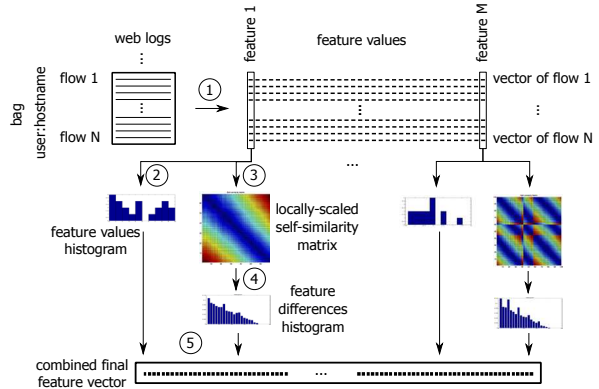 web logs
...
feature 1
feature values
feature M
bag
user:hostname
flow 1
...
flow N
1
...
vector of flow 1
...
vector of flow N
2
3
...
feature values
histogram
locally-scaled
self-similarity
matrix
4
feature
differences
histogram
5
combined final
feature vector
...